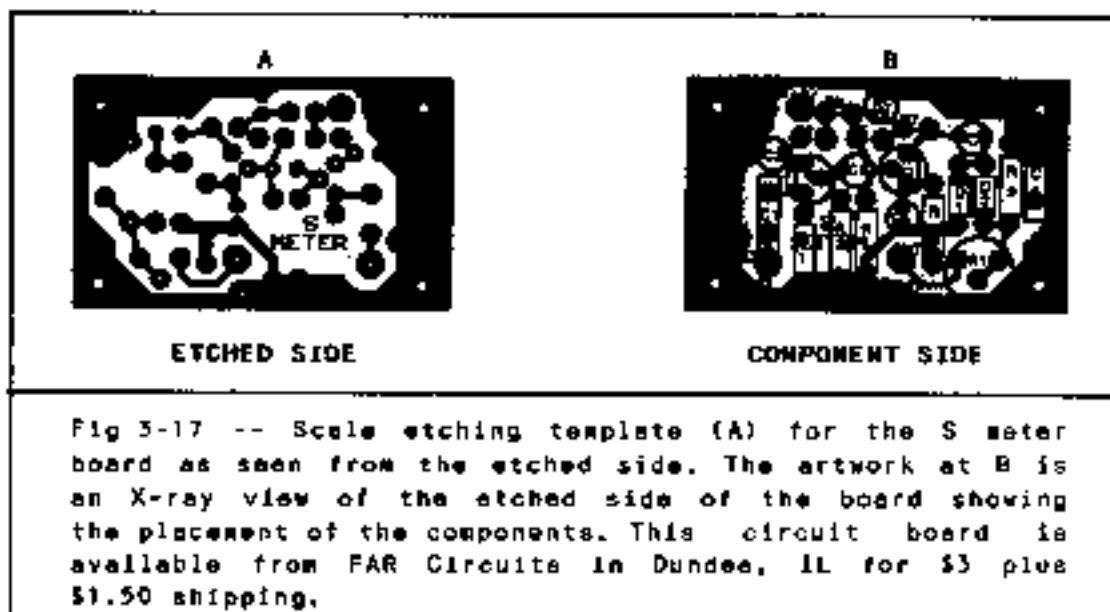 A
B
S
METER
ETCHED SIDE
COMPONENT SIDE
Fig 3-17 -- Scale etching template (A) for the S meter
board as seen from the etched side. The artwork at B is
an X-ray view of the etched side of the board showing
the placement of the components. This circuit board is
available from FAR Circuits in Dundee, IL for $3 plus
$1.50 shipping.